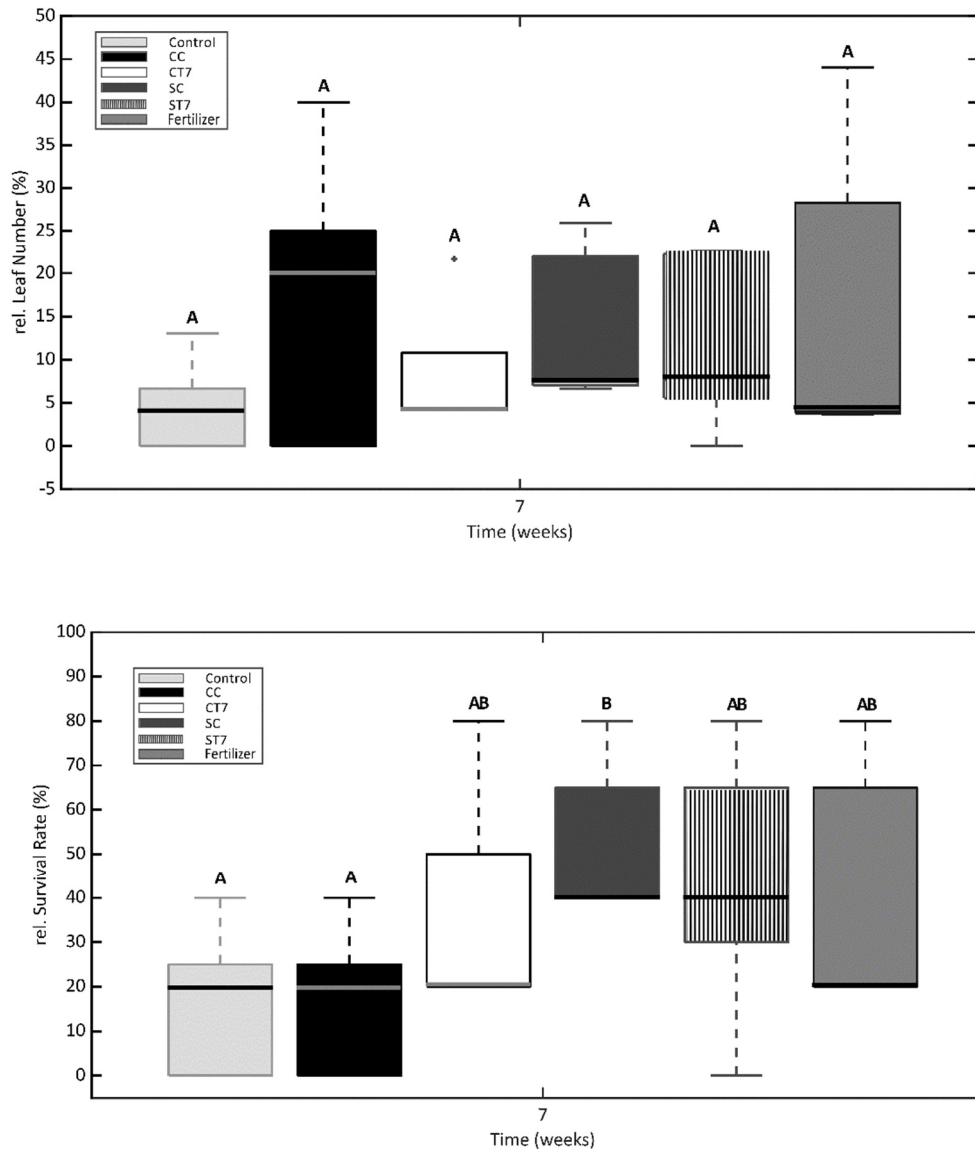 50
45
40
35
30
25
20
15
10
5
0
-5
rel. Leaf Number (%)
Control
CC
CT7
SC
ST7
Fertilizer
A
A
A
A
A
A
7
Time (weeks)
100
90
80
70
60
50
40
30
20
10
0
rel. Survival Rate (%)
Control
CC
CT7
SC
ST7
Fertilizer
A
A
AB
B
AB
AB
7
Time (weeks)